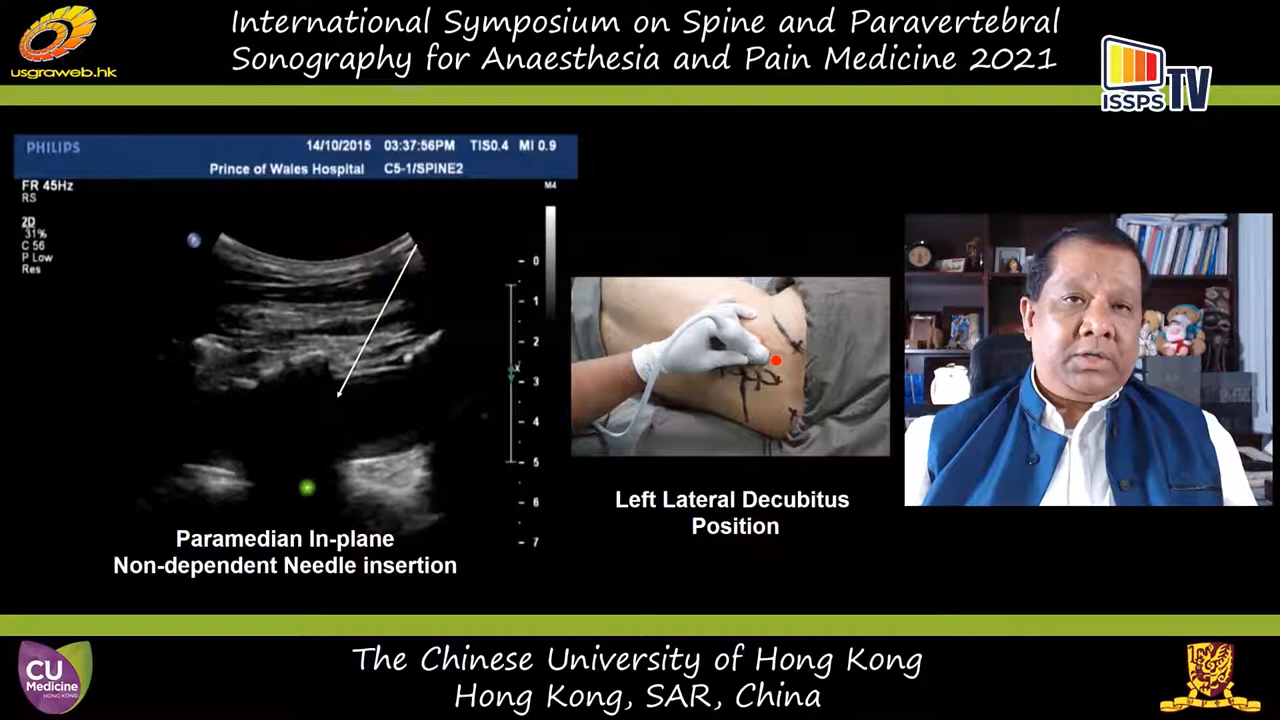 International Symposium on Spine and Paravertebral
Sonography for Anaesthesia and Pain Medicine 2021
usgraweb.hk
ISSPS TV
PHILIPS
14/10/2015 03:37:56PM TIS0.4 MI 0.9
Prince of Wales Hospital C5-1/SPINE2
FR 45Hz
RS
M4
2D
31%
C 56
P Low
Res
0
1
2
3
4
5
6
7
Left Lateral Decubitus
Position
Paramedian In-plane
Non-dependent Needle insertion
CU
Medicine
HONG KONG
The Chinese University of Hong Kong
Hong Kong, SAR, China